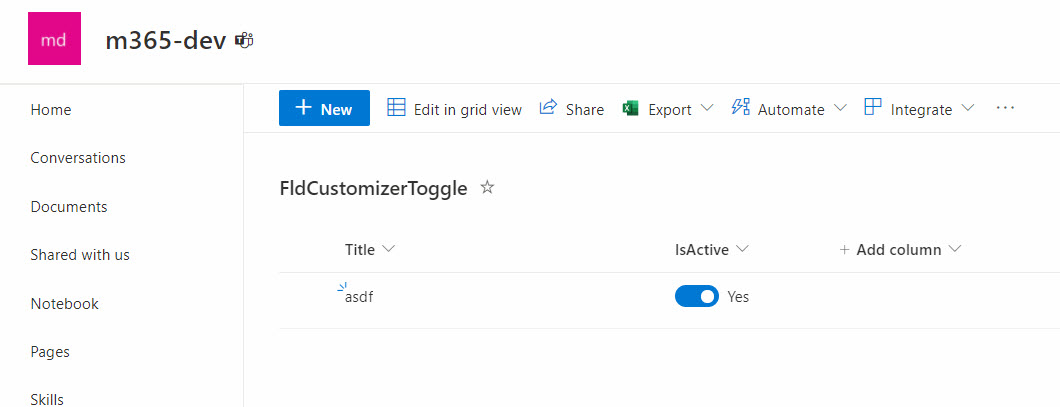 md
m365-dev
Home
Conversations
Documents
Shared with us
Notebook
Pages
Skills
+ New Edit in grid view Share Export Automate Integrate ...
FldCustomizerToggle
Title IsActive + Add column
asdf Yes